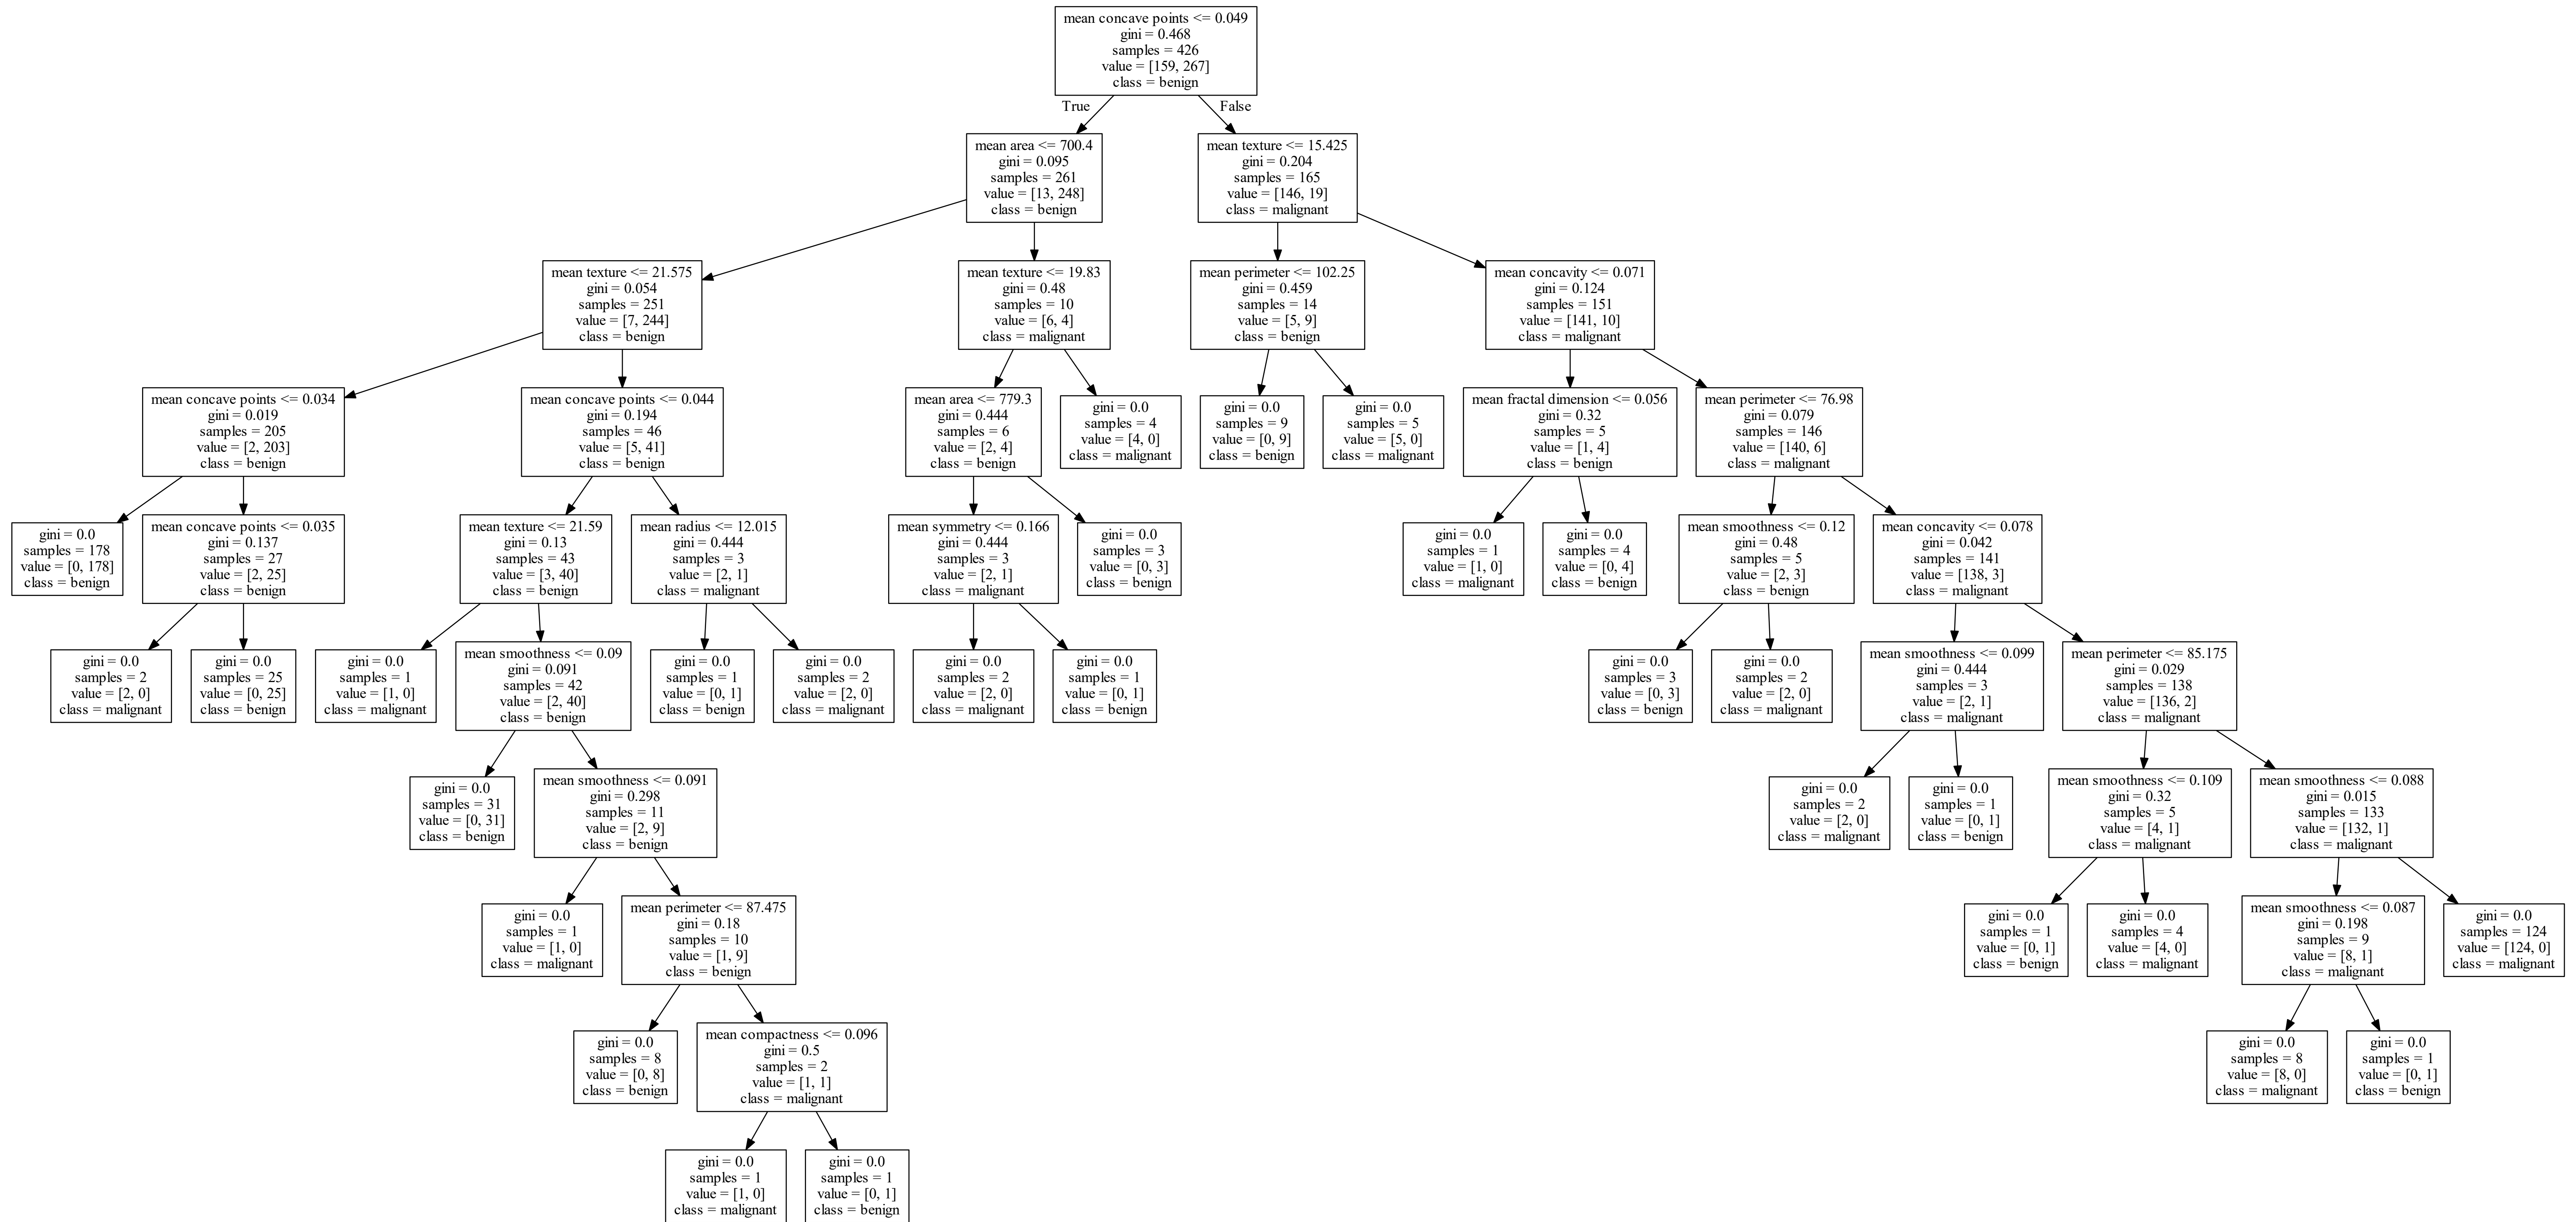 mean concave points <= 0.049
gini = 0.468
samples = 426
value = [159, 267]
class = benign
True
False
mean area <= 700.4
gini = 0.095
samples = 261
value = [13, 248]
class = benign
mean texture <= 15.425
gini = 0.204
samples = 165
value = [146, 19]
class = malignant
mean texture <= 21.575
gini = 0.054
samples = 251
value = [7, 244]
class = benign
mean texture <= 19.83
gini = 0.48
samples = 10
value = [6, 4]
class = malignant
mean perimeter <= 102.25
gini = 0.459
samples = 14
value = [5, 9]
class = benign
mean concavity <= 0.071
gini = 0.124
samples = 151
value = [141, 10]
class = malignant
mean concave points <= 0.034
gini = 0.019
samples = 205
value = [2, 203]
class = benign
mean concave points <= 0.044
gini = 0.194
samples = 46
value = [5, 41]
class = benign
mean area <= 779.3
gini = 0.444
samples = 6
value = [2, 4]
class = benign
gini = 0.0
samples = 4
value = [4, 0]
class = malignant
gini = 0.0
samples = 9
value = [0, 9]
class = benign
gini = 0.0
samples = 5
value = [5, 0]
class = malignant
mean fractal dimension <= 0.056
gini = 0.32
samples = 5
value = [1, 4]
class = benign
mean perimeter <= 76.98
gini = 0.079
samples = 146
value = [140, 6]
class = malignant
gini = 0.0
samples = 178
value = [0, 178]
class = benign
mean concave points <= 0.035
gini = 0.137
samples = 27
value = [2, 25]
class = benign
mean texture <= 21.59
gini = 0.13
samples = 43
value = [3, 40]
class = benign
mean radius <= 12.015
gini = 0.444
samples = 3
value = [2, 1]
class = malignant
mean symmetry <= 0.166
gini = 0.444
samples = 3
value = [2, 1]
class = malignant
gini = 0.0
samples = 3
value = [0, 3]
class = benign
gini = 0.0
samples = 1
value = [1, 0]
class = malignant
gini = 0.0
samples = 4
value = [0, 4]
class = benign
mean smoothness <= 0.12
gini = 0.48
samples = 5
value = [2, 3]
class = benign
mean concavity <= 0.078
gini = 0.042
samples = 141
value = [138, 3]
class = malignant
gini = 0.0
samples = 2
value = [2, 0]
class = malignant
gini = 0.0
samples = 25
value = [0, 25]
class = benign
gini = 0.0
samples = 1
value = [1, 0]
class = malignant
mean smoothness <= 0.09
gini = 0.091
samples = 42
value = [2, 40]
class = benign
gini = 0.0
samples = 1
value = [0, 1]
class = benign
gini = 0.0
samples = 2
value = [2, 0]
class = malignant
gini = 0.0
samples = 2
value = [2, 0]
class = malignant
gini = 0.0
samples = 1
value = [0, 1]
class = benign
gini = 0.0
samples = 3
value = [0, 3]
class = benign
gini = 0.0
samples = 2
value = [2, 0]
class = malignant
mean smoothness <= 0.099
gini = 0.444
samples = 3
value = [2, 1]
class = malignant
mean perimeter <= 85.175
gini = 0.029
samples = 138
value = [136, 2]
class = malignant
gini = 0.0
samples = 31
value = [0, 31]
class = benign
mean smoothness <= 0.091
gini = 0.298
samples = 11
value = [2, 9]
class = benign
gini = 0.0
samples = 2
value = [2, 0]
class = malignant
gini = 0.0
samples = 1
value = [0, 1]
class = benign
mean smoothness <= 0.109
gini = 0.32
samples = 5
value = [4, 1]
class = malignant
mean smoothness <= 0.088
gini = 0.015
samples = 133
value = [132, 1]
class = malignant
gini = 0.0
samples = 1
value = [1, 0]
class = malignant
mean perimeter <= 87.475
gini = 0.18
samples = 10
value = [1, 9]
class = benign
gini = 0.0
samples = 1
value = [0, 1]
class = benign
gini = 0.0
samples = 4
value = [4, 0]
class = malignant
mean smoothness <= 0.087
gini = 0.198
samples = 9
value = [8, 1]
class = malignant
gini = 0.0
samples = 124
value = [124, 0]
class = malignant
gini = 0.0
samples = 8
value = [0, 8]
class = benign
mean compactness <= 0.096
gini = 0.5
samples = 2
value = [1, 1]
class = malignant
gini = 0.0
samples = 8
value = [8, 0]
class = malignant
gini = 0.0
samples = 1
value = [0, 1]
class = benign
gini = 0.0
samples = 1
value = [1, 0]
class = malignant
gini = 0.0
samples = 1
value = [0, 1]
class = benign